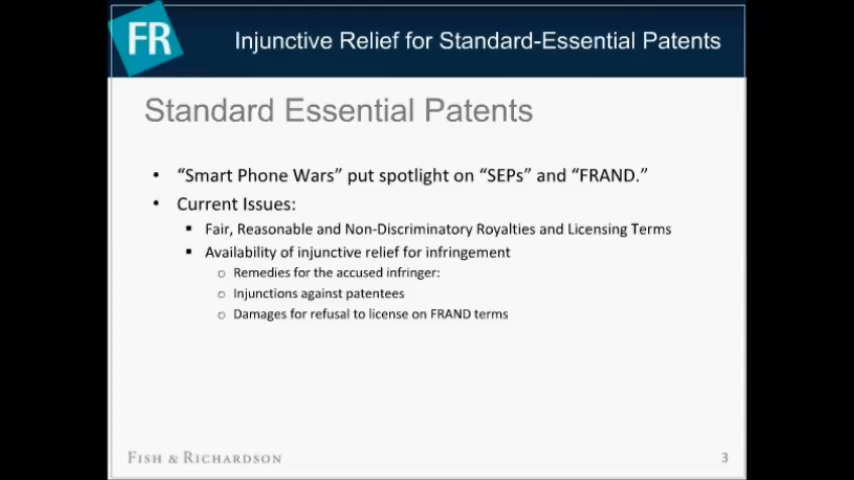 FR
Injunctive Relief for Standard-Essential Patents
Standard Essential Patents
• “Smart Phone Wars” put spotlight on “SEPs” and “FRAND.”
• Current Issues:
▪ Fair, Reasonable and Non-Discriminatory Royalties and Licensing Terms
▪ Availability of injunctive relief for infringement
o Remedies for the accused infringer:
o Injunctions against patentees
o Damages for refusal to license on FRAND terms
FISH & RICHARDSON
3